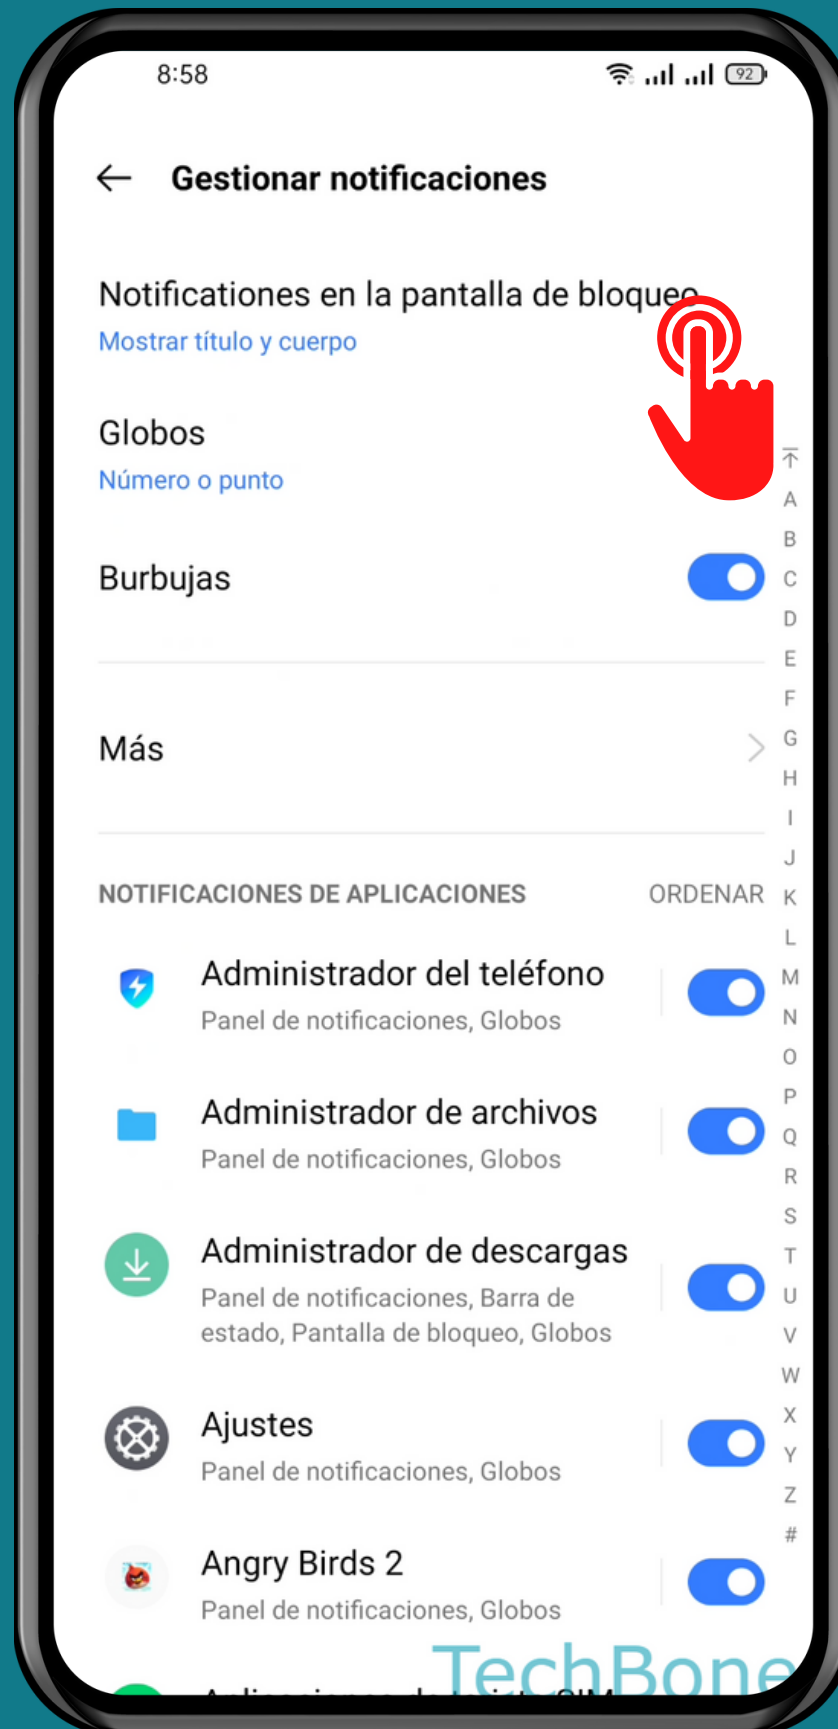 8:58
92
Gestionar notificaciones
Notificationes en la pantalla de bloqueo
Mostrar título y cuerpo
Globos
Número o punto
Burbujas
Más
NOTIFICACIONES DE APLICACIONES ORDENAR
Administrador del teléfono
Panel de notificaciones, Globos
Administrador de archivos
Panel de notificaciones, Globos
Administrador de descargas
Panel de notificaciones, Barra de
estado, Pantalla de bloqueo, Globos
Ajustes
Panel de notificaciones, Globos
Angry Birds 2
Panel de notificaciones, Globos
TechBone
A
B
C
D
E
F
G
H
I
J
K
L
M
N
O
P
Q
R
S
T
U
V
W
X
Y
Z
#